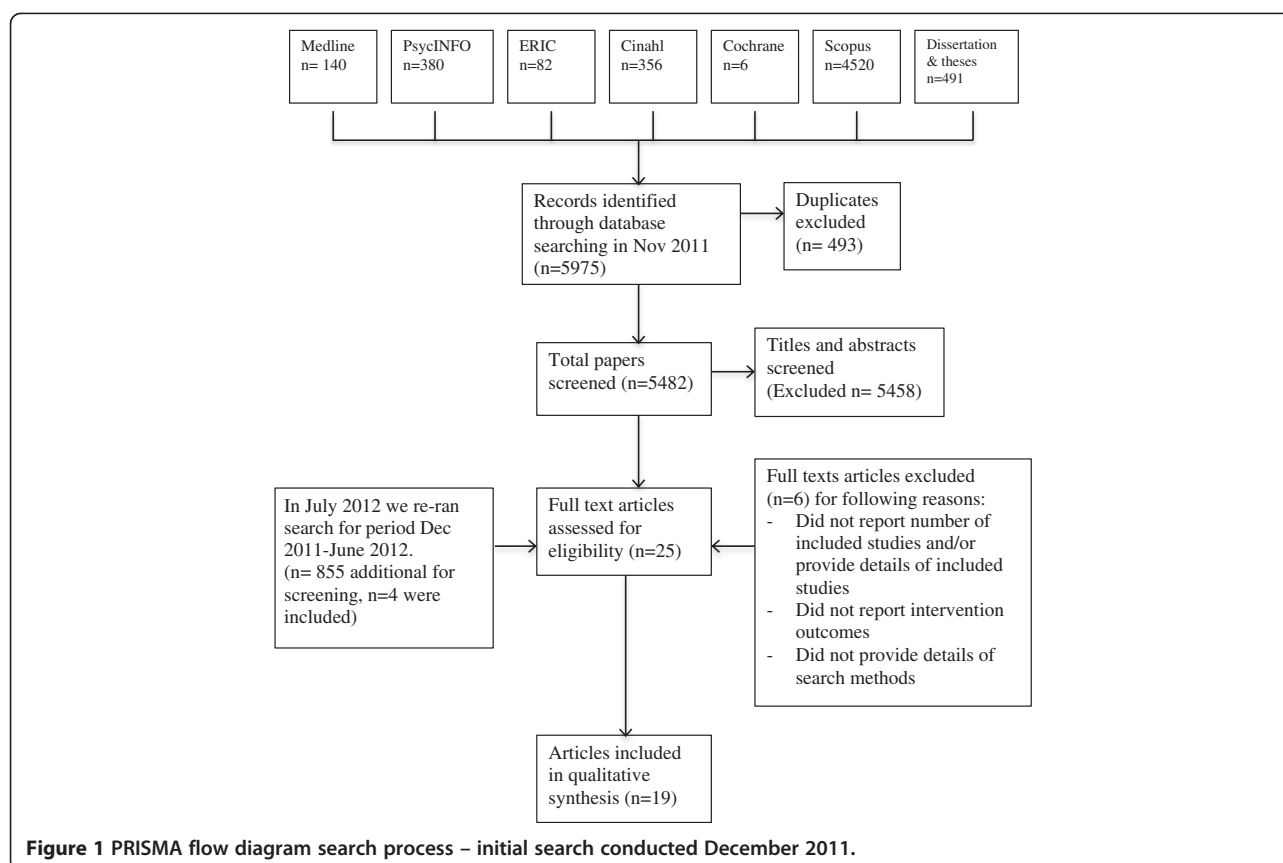 Medline
n= 140
PsycINFO
n=380
ERIC
n=82
Cinahl
n=356
Cochrane
n=6
Scopus
n=4520
Dissertation
& theses
n=491
Records identified
through database
searching in Nov 2011
(n=5975)
Duplicates
excluded
(n= 493)
Total papers
screened (n=5482)
Titles and abstracts
screened
(Excluded n= 5458)
In July 2012 we re-ran
search for period Dec
2011-June 2012.
(n= 855 additional for
screening, n=4 were
included)
Full text articles
assessed for
eligibility (n=25)
Full texts articles excluded
(n=6) for following reasons:
- Did not report number of
included studies and/or
provide details of included
studies
- Did not report intervention
outcomes
- Did not provide details of
search methods
Articles included
in qualitative
synthesis (n=19)
Figure 1 PRISMA flow diagram search process – initial search conducted December 2011.